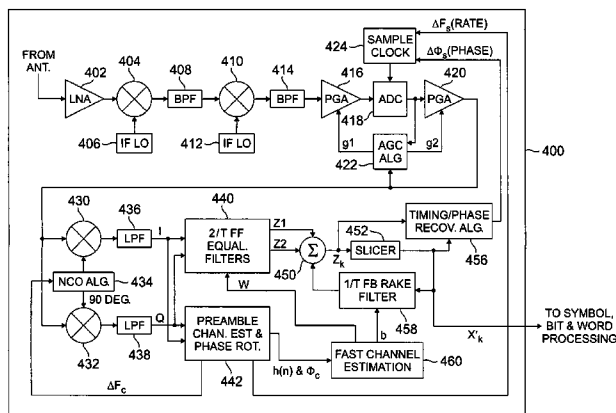 FROM
ANT.
402
LNA
404
406
IF LO
408
BPF
410
412
IF LO
414
BPF
416
PGA
424
SAMPLE
CLOCK
ΔFs(RATE)
ΔΦs(PHASE)
ADC
418
420
PGA
g1
AGC
ALG
422
g2
400
430
436
LPF
I
440
2/T FF
EQUAL.
FILTERS
Z1
Z2
Σ
450
Zk
452
SLICER
TIMING/PHASE
RECOV. ALG.
456
NCO ALG.
434
90 DEG.
432
LPF
438
Q
W
PREAMBLE
CHAN. EST &
PHASE ROT.
442
1/T FB RAKE
FILTER
458
b
h(n) & Φc
FAST CHANNEL
ESTIMATION
460
ΔFc
X'k
TO SYMBOL,
BIT & WORD
PROCESSING